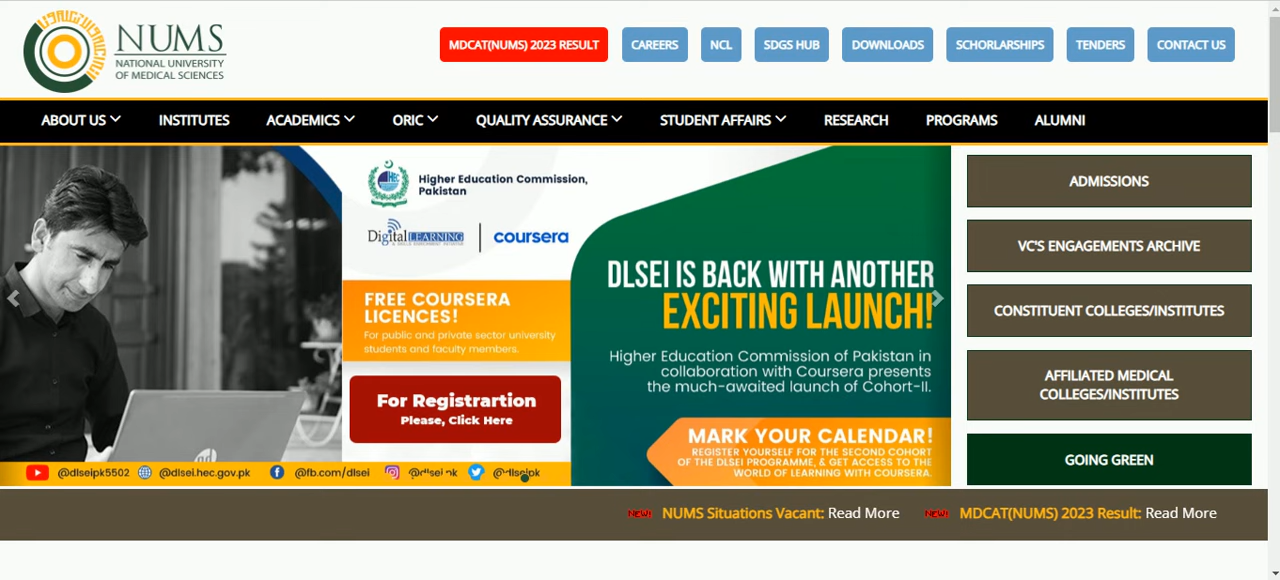 NUMS
NATIONAL UNIVERSITY
OF MEDICAL SCIENCES
MDCAT(NUMS) 2023 RESULT
CAREERS
NCL
SDGS HUB
DOWNLOADS
SCHORLARSHIPS
TENDERS
CONTACT US
ABOUT US
INSTITUTES
ACADEMICS
ORIC
QUALITY ASSURANCE
STUDENT AFFAIRS
RESEARCH
PROGRAMS
ALUMNI
HEC
Higher Education Commission,
Pakistan
Digital LEARNING
coursera
FREE COURSERA
LICENCES!
For public and private sector university
students and faculty members.
For Registrartion
Please, Click Here
DLSEI IS BACK WITH ANOTHER
EXCITING LAUNCH!
Higher Education Commission of Pakistan in
collaboration with Coursera presents
the much-awaited launch of Cohort-II.
MARK YOUR CALENDAR!
REGISTER YOURSELF FOR THE SECOND COHORT
OF THE DLSEI PROGRAMME, & GET ACCESS TO THE
WORLD OF LEARNING WITH COURSERA.
@dlseipk5502
@dlsei.hec.gov.pk
@fb.com/dlsei
@dlsei.pk
@dlseipk
ADMISSIONS
VC'S ENGAGEMENTS ARCHIVE
CONSTITUENT COLLEGES/INSTITUTES
AFFILIATED MEDICAL
COLLEGES/INSTITUTES
GOING GREEN
NEW! NUMS Situations Vacant: Read More
NEW! MDCAT(NUMS) 2023 Result: Read More